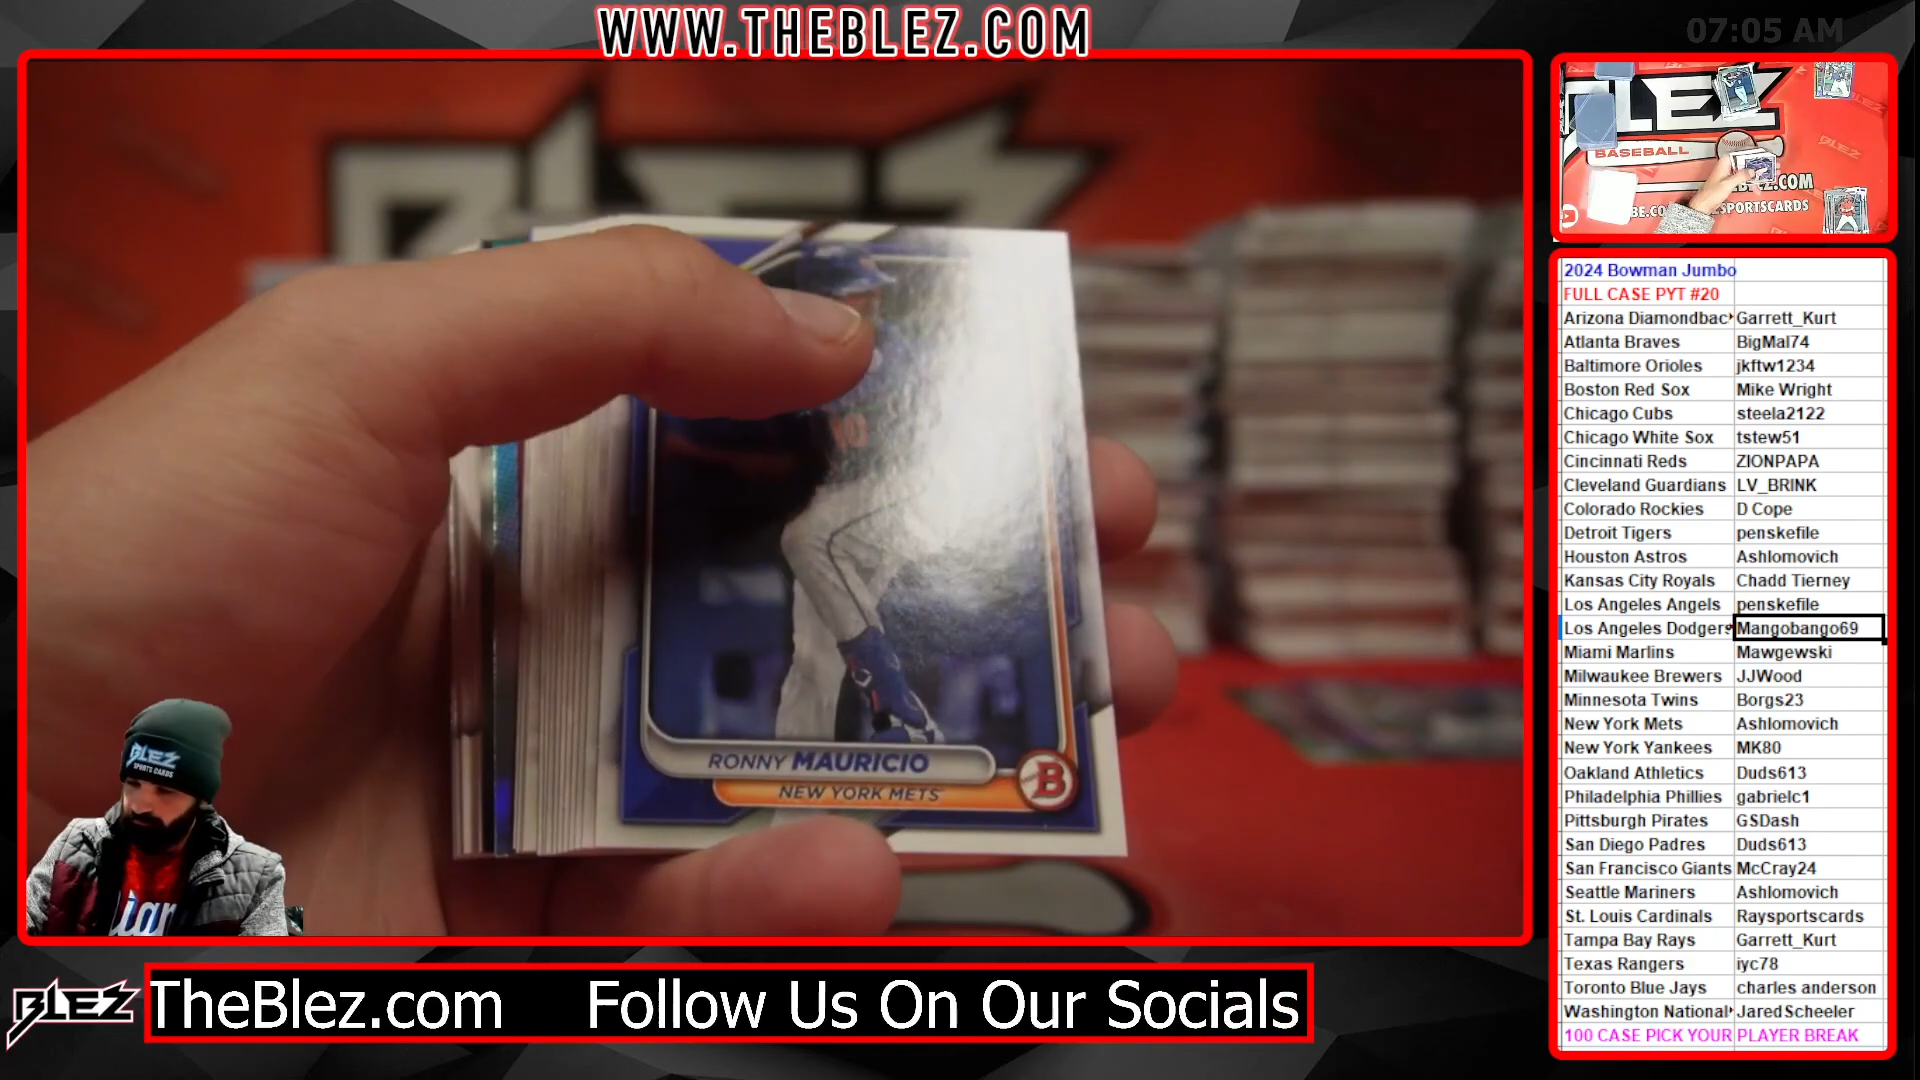 WWW.THEBLEZ.COM
07:05 AM
BLEZ
BASEBALL
RONNY MAURICIO
NEW YORK METS
B
BLEZ
SPORTS CARDS
2024 Bowman Jumbo
FULL CASE PYT #20
Arizona Diamondbac Garrett_Kurt
Atlanta Braves BigMal74
Baltimore Orioles jkftw1234
Boston Red Sox Mike Wright
Chicago Cubs steela2122
Chicago White Sox tstew51
Cincinnati Reds ZIONPAPA
Cleveland Guardians LV_BRINK
Colorado Rockies D Cope
Detroit Tigers penskefile
Houston Astros Ashlomovich
Kansas City Royals Chadd Tierney
Los Angeles Angels penskefile
Los Angeles Dodgers Mangobango69
Miami Marlins Mawgewski
Milwaukee Brewers JJWood
Minnesota Twins Borgs23
New York Mets Ashlomovich
New York Yankees MK80
Oakland Athletics Duds613
Philadelphia Phillies gabrielc1
Pittsburgh Pirates GSDash
San Diego Padres Duds613
San Francisco Giants McCray24
Seattle Mariners Ashlomovich
St. Louis Cardinals Raysportscards
Tampa Bay Rays Garrett_Kurt
Texas Rangers iyc78
Toronto Blue Jays charles anderson
Washington National JaredScheeler
100 CASE PICK YOUR PLAYER BREAK
BLEZ TheBlez.com Follow Us On Our Socials